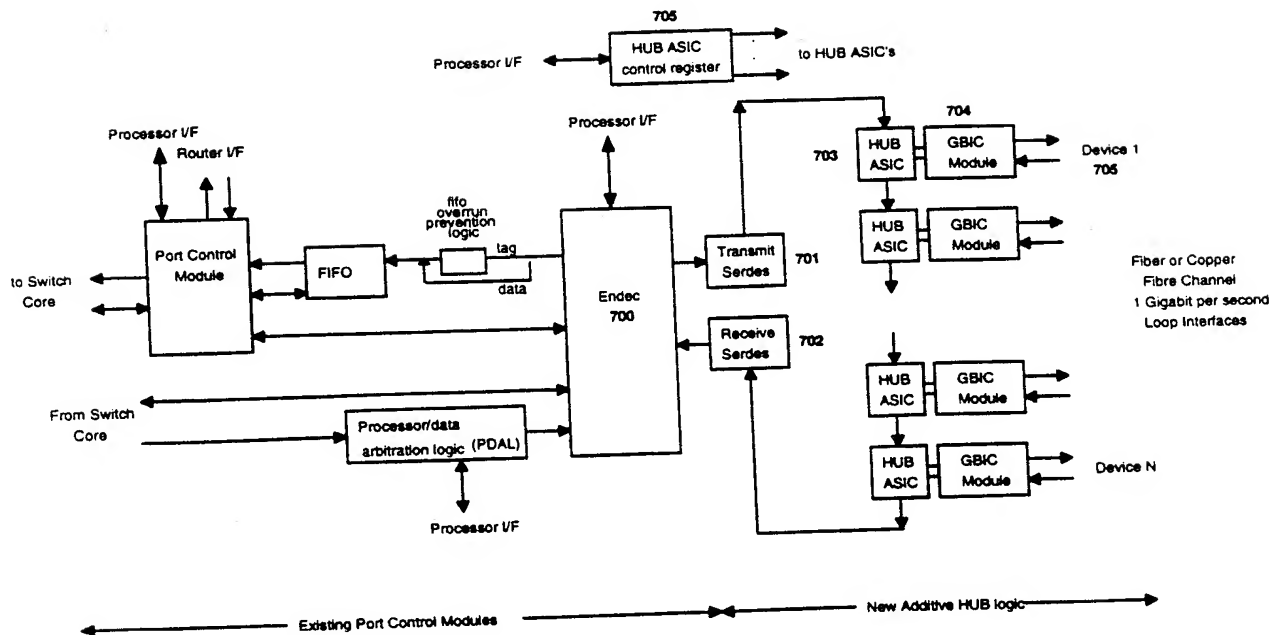 705
HUB ASIC
control register
Processor I/F
to HUB ASIC's
Processor I/F
Router I/F
Processor I/F
704
703
HUB
ASIC
GBIC
Module
Device 1
705
fifo
overrun
prevention
logic
HUB
ASIC
GBIC
Module
Port Control
Module
FIFO
tag
data
to Switch
Core
Endec
700
Transmit
Serdes
701
Receive
Serdes
702
Fiber or Copper
Fibre Channel
1 Gigabit per second
Loop Interfaces
HUB
ASIC
GBIC
Module
From Switch
Core
Processor/data
arbitration logic (PDAL)
HUB
ASIC
GBIC
Module
Device N
Processor I/F
Existing Port Control Modules
New Additive HUB logic